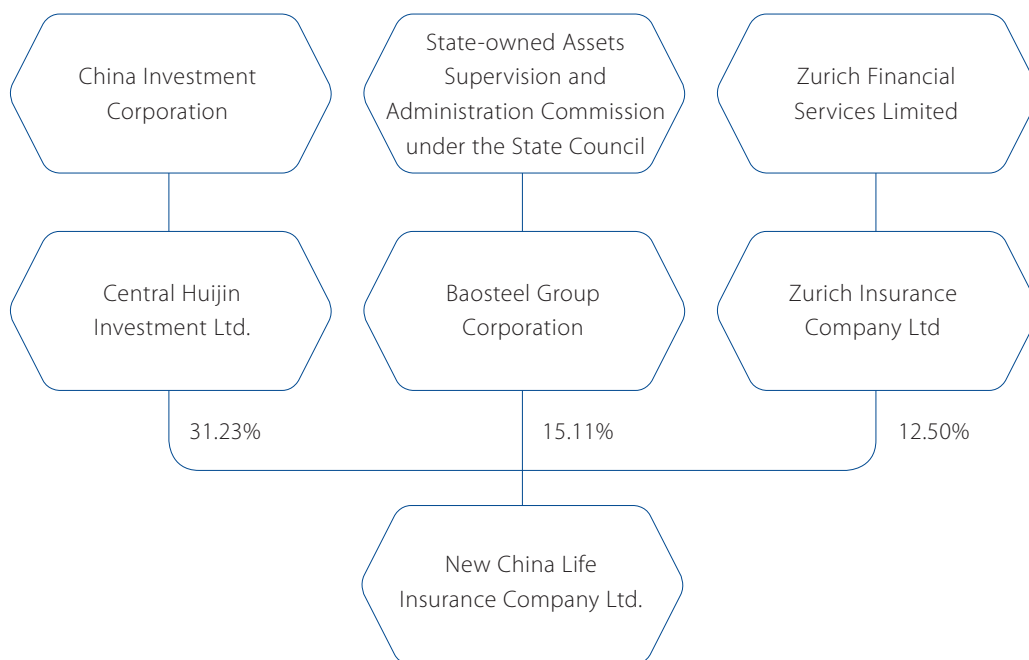 China Investment
Corporation
State-owned Assets
Supervision and
Administration Commission
under the State Council
Zurich Financial
Services Limited
Central Huijin
Investment Ltd.
Baosteel Group
Corporation
Zurich Insurance
Company Ltd
31.23%
15.11%
12.50%
New China Life
Insurance Company Ltd.